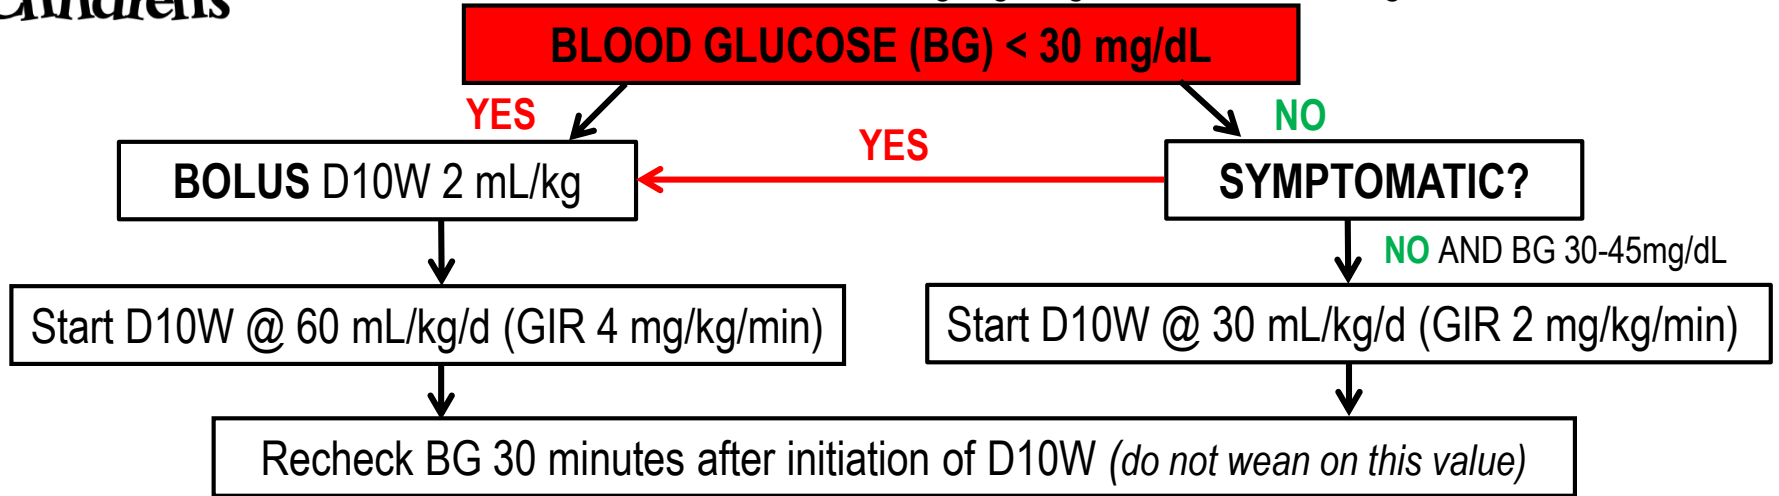 Children's
BLOOD GLUCOSE (BG) < 30 mg/dL
YES
NO
BOLUS D10W 2 mL/kg
YES
SYMPTOMATIC?
NO AND BG 30-45mg/dL
Start D10W @ 60 mL/kg/d (GIR 4 mg/kg/min)
Start D10W @ 30 mL/kg/d (GIR 2 mg/kg/min)
Recheck BG 30 minutes after initiation of D10W (do not wean on this value)